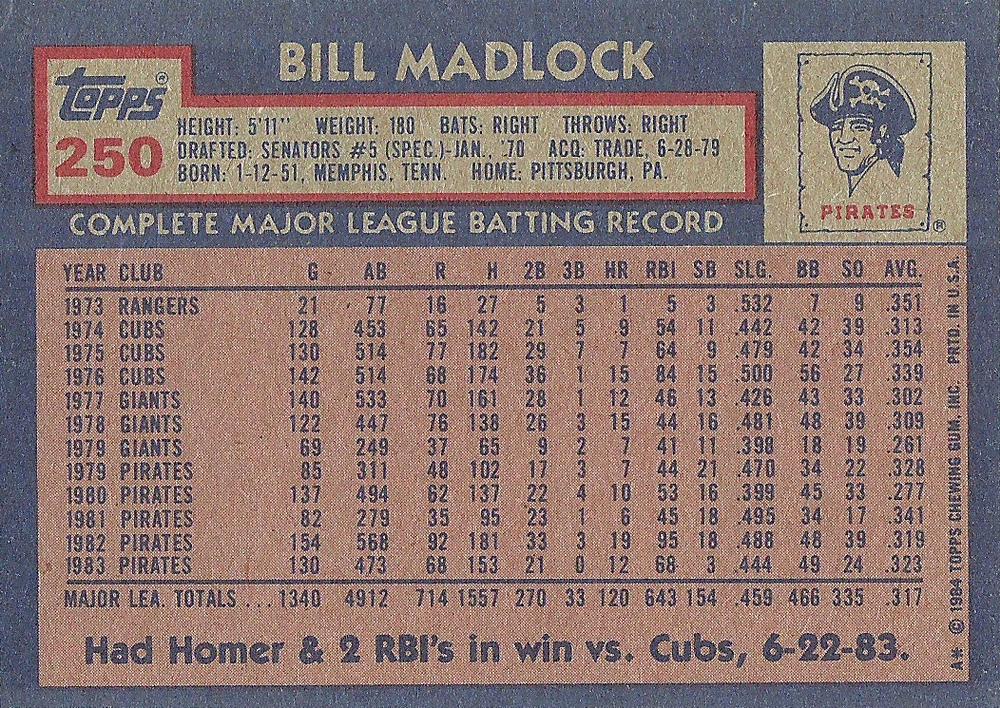 BILL MADLOCK
Topps®
250
HEIGHT: 5'11" WEIGHT: 180 BATS: RIGHT THROWS: RIGHT
DRAFTED: SENATORS #5 (SPEC.)-JAN., '70 ACQ: TRADE, 6-28-79
BORN: 1-12-51, MEMPHIS, TENN. HOME: PITTSBURGH, PA.
PIRATES ®
COMPLETE MAJOR LEAGUE BATTING RECORD
YEAR CLUB G AB R H 2B 3B HR RBI SB SLG. BB SO AVG.
1973 RANGERS 21 77 16 27 5 3 1 5 3 .532 7 9 .351
1974 CUBS 128 453 65 142 21 5 9 54 11 .442 42 39 .313
1975 CUBS 130 514 77 182 29 7 7 64 9 .479 42 34 .354
1976 CUBS 142 514 68 174 36 1 15 84 15 .500 56 27 .339
1977 GIANTS 140 533 70 161 28 1 12 46 13 .426 43 33 .302
1978 GIANTS 122 447 76 138 26 3 15 44 16 .481 48 39 .309
1979 GIANTS 69 249 37 65 9 2 7 41 11 .398 18 19 .261
1979 PIRATES 85 311 48 102 17 3 7 44 21 .470 34 22 .328
1980 PIRATES 137 494 62 137 22 4 10 53 16 .399 45 33 .277
1981 PIRATES 82 279 35 95 23 1 6 45 18 .495 34 17 .341
1982 PIRATES 154 568 92 181 33 3 19 95 18 .488 48 39 .319
1983 PIRATES 130 473 68 153 21 0 12 68 3 .444 49 24 .323
MAJOR LEA. TOTALS ... 1340 4912 714 1557 270 33 120 643 154 .459 466 335 .317
Had Homer & 2 RBI's in win vs. Cubs, 6-22-83.
A* © 1984 TOPPS CHEWING GUM, INC. PRTD. IN U.S.A.